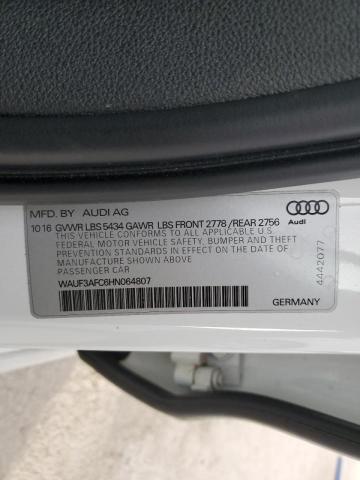 MFD. BY AUDI AG
Audi
10 16 GVWR LBS 5434 GAWR LBS FRONT 2778 /REAR 2756
THIS VEHICLE CONFORMS TO ALL APPLICABLE U.S.
FEDERAL MOTOR VEHICLE SAFETY, BUMPER AND THEFT
PREVENTION STANDARDS IN EFFECT ON THE DATE OF
MANUFACTURE SHOWN ABOVE.
PASSENGER CAR
WAUF3AFC6HN064807
GERMANY
4442077